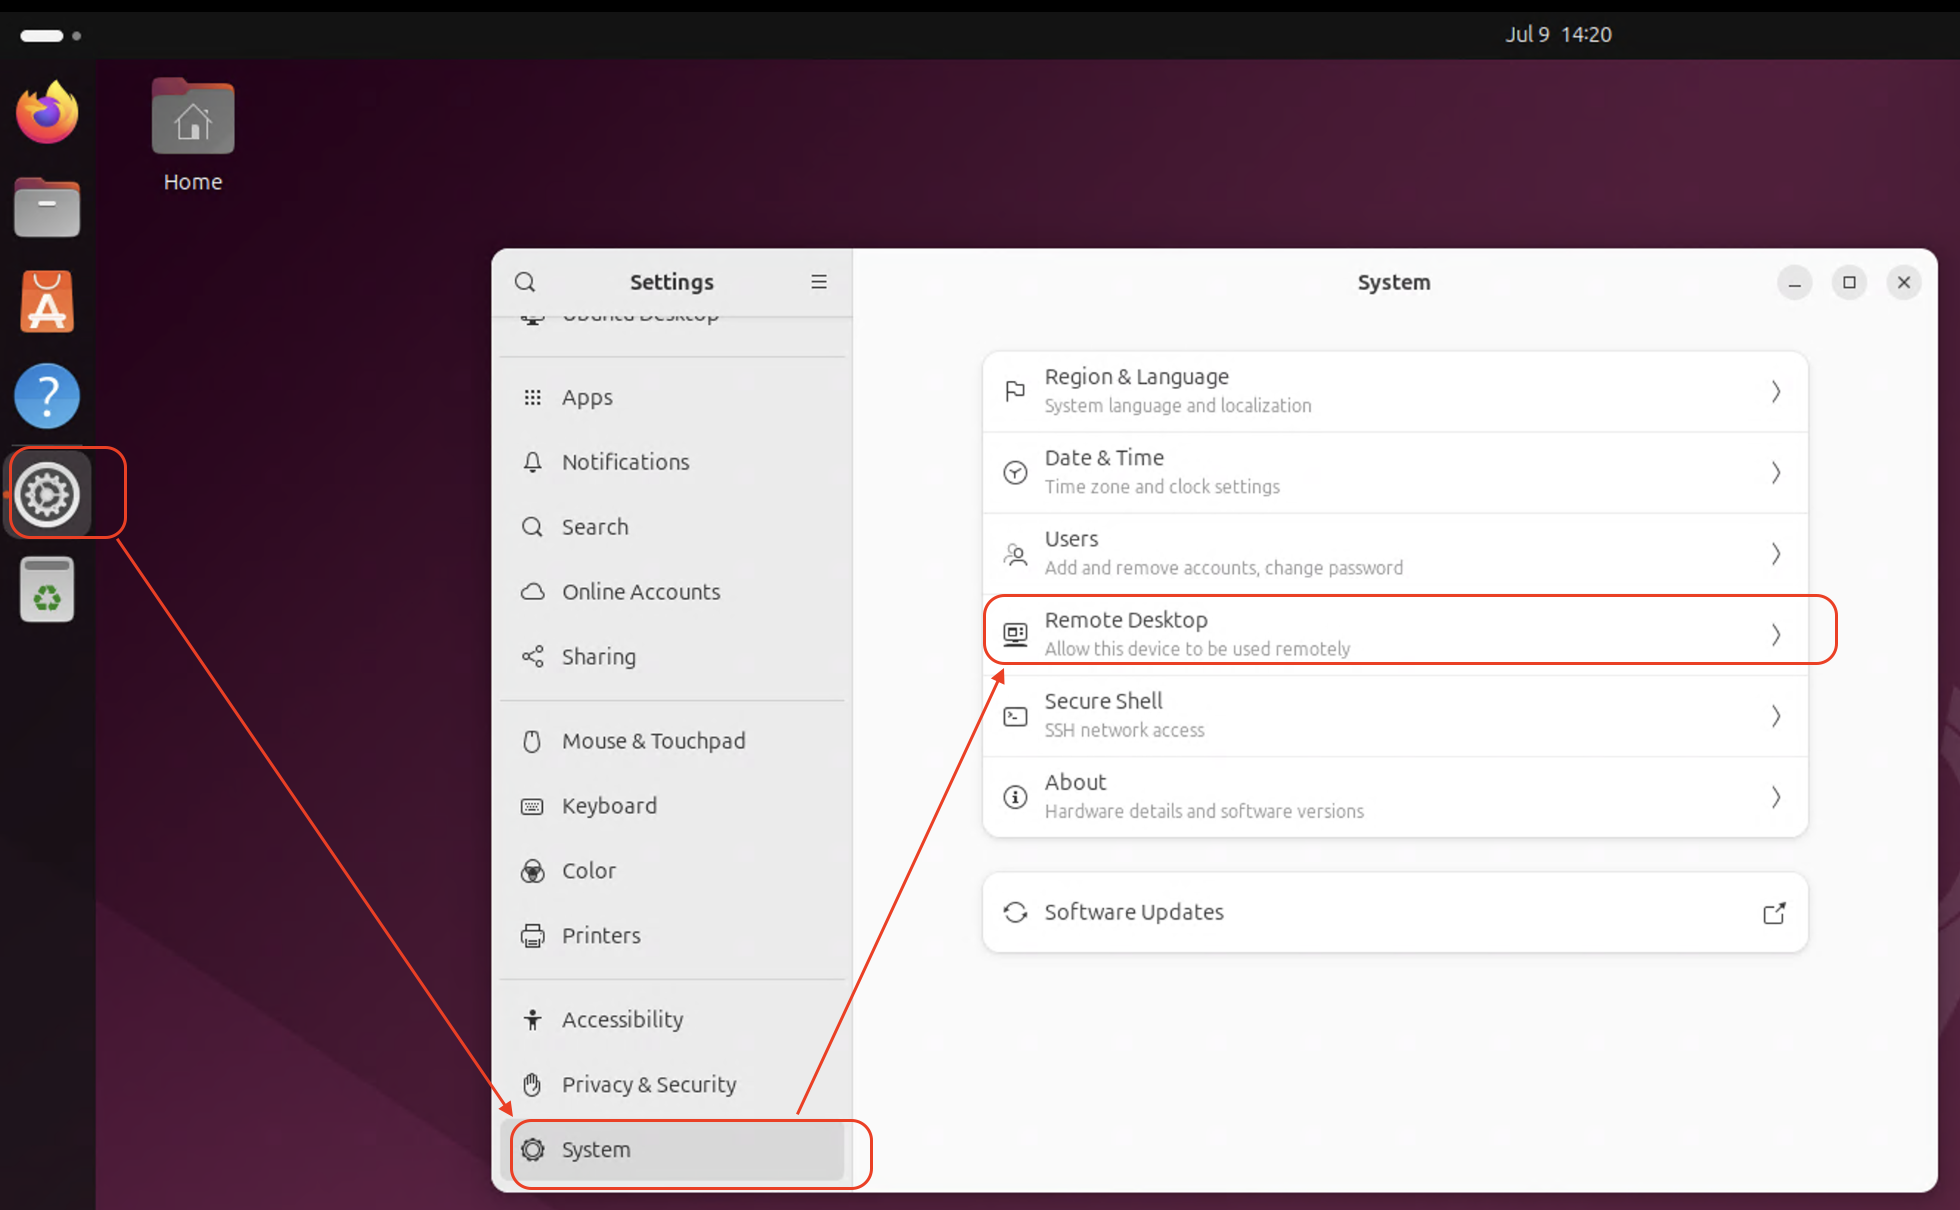 Jul 9 14:20
Home
Settings
System
Ubuntu Desktop
Apps
Notifications
Search
Online Accounts
Sharing
Mouse & Touchpad
Keyboard
Color
Printers
Accessibility
Privacy & Security
System
Region & Language
System language and localization
Date & Time
Time zone and clock settings
Users
Add and remove accounts, change password
Remote Desktop
Allow this device to be used remotely
Secure Shell
SSH network access
About
Hardware details and software versions
Software Updates